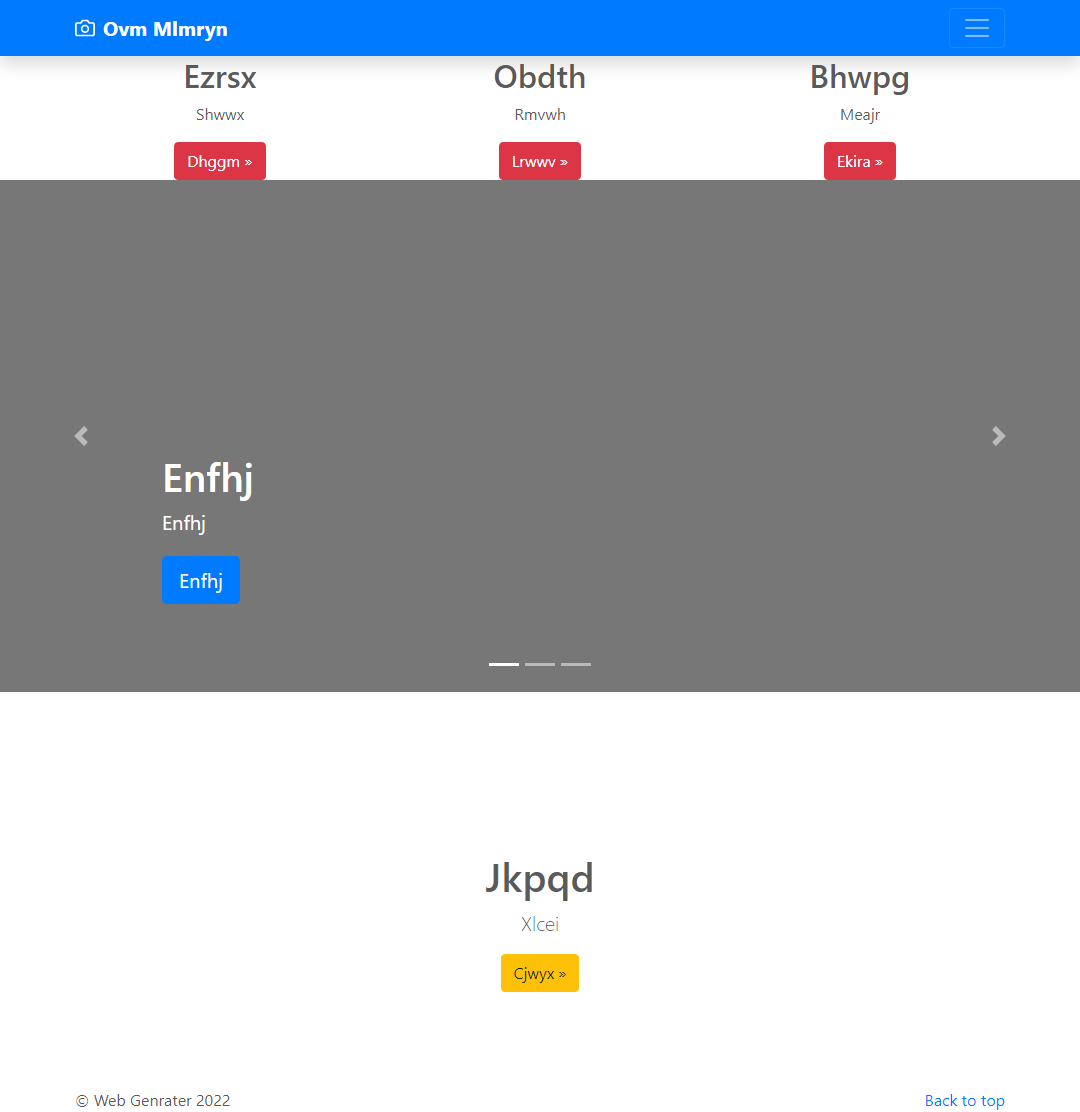 Ovm Mlmryn
Ezrsx
Shwwx
Dhggm »
Obdth
Rmvwh
Lrwwv »
Bhwpg
Meajr
Ekira »
Enfhj
Enfhj
Enfhj
Jkpqd
Xlcei
Cjwyx »
© Web Genrater 2022
Back to top